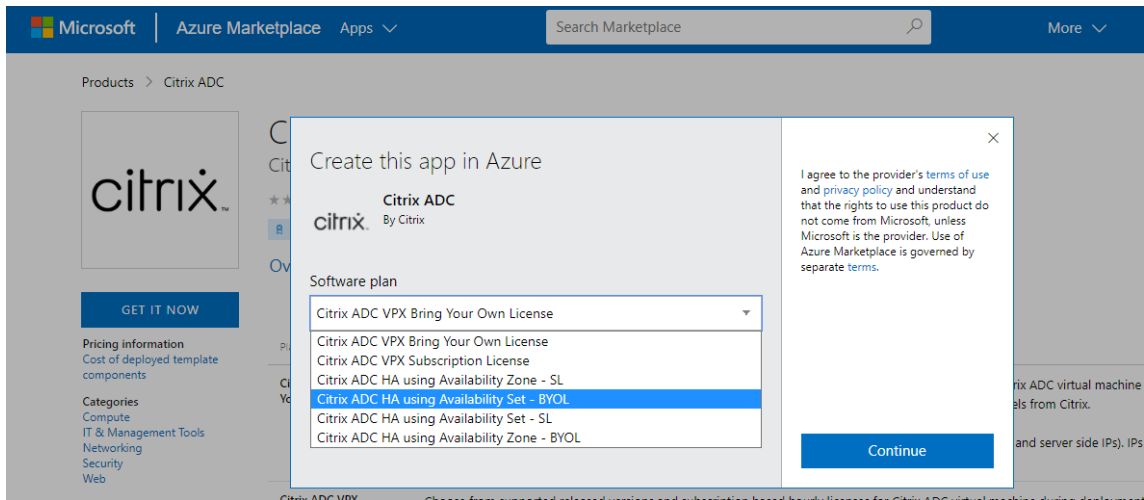 Microsoft Azure Marketplace Apps Search Marketplace More
Products > Citrix ADC
citrix
C
Cit
Ov
GET IT NOW
Pricing information
Cost of deployed template
components
Categories
Compute
IT & Management Tools
Networking
Security
Web
Create this app in Azure
citrix.
Citrix ADC
By Citrix
Software plan
Citrix ADC VPX Bring Your Own License
Citrix ADC VPX Bring Your Own License
Citrix ADC VPX Subscription License
Citrix ADC HA using Availability Zone - SL
Citrix ADC HA using Availability Set - BYOL
Citrix ADC HA using Availability Set - SL
Citrix ADC HA using Availability Zone - BYOL
I agree to the provider's terms of use
and privacy policy and understand
that the rights to use this product do
not come from Microsoft, unless
Microsoft is the provider. Use of
Azure Marketplace is governed by
separate terms.
Continue
Ci
Yo
rix ADC virtual machine
els from Citrix.
and server side IPs). IPs
Citrix ADC VPX
Choose from supported released versions and subscription based hourly licenses for Citrix ADC virtual machine during deployment